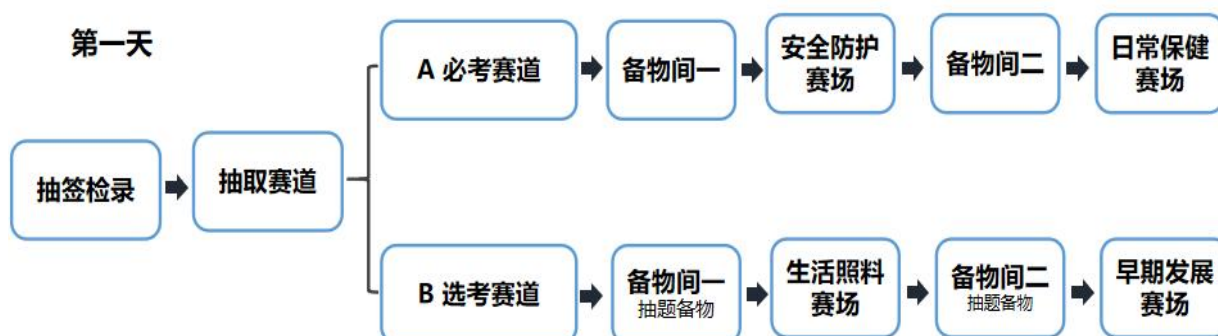 第一天
抽签检录
抽取赛道
A 必考赛道
备物间一
安全防护
赛场
备物间二
日常保健
赛场
B 选考赛道
备物间一
抽题备物
生活照料
赛场
备物间二
抽题备物
早期发展
赛场